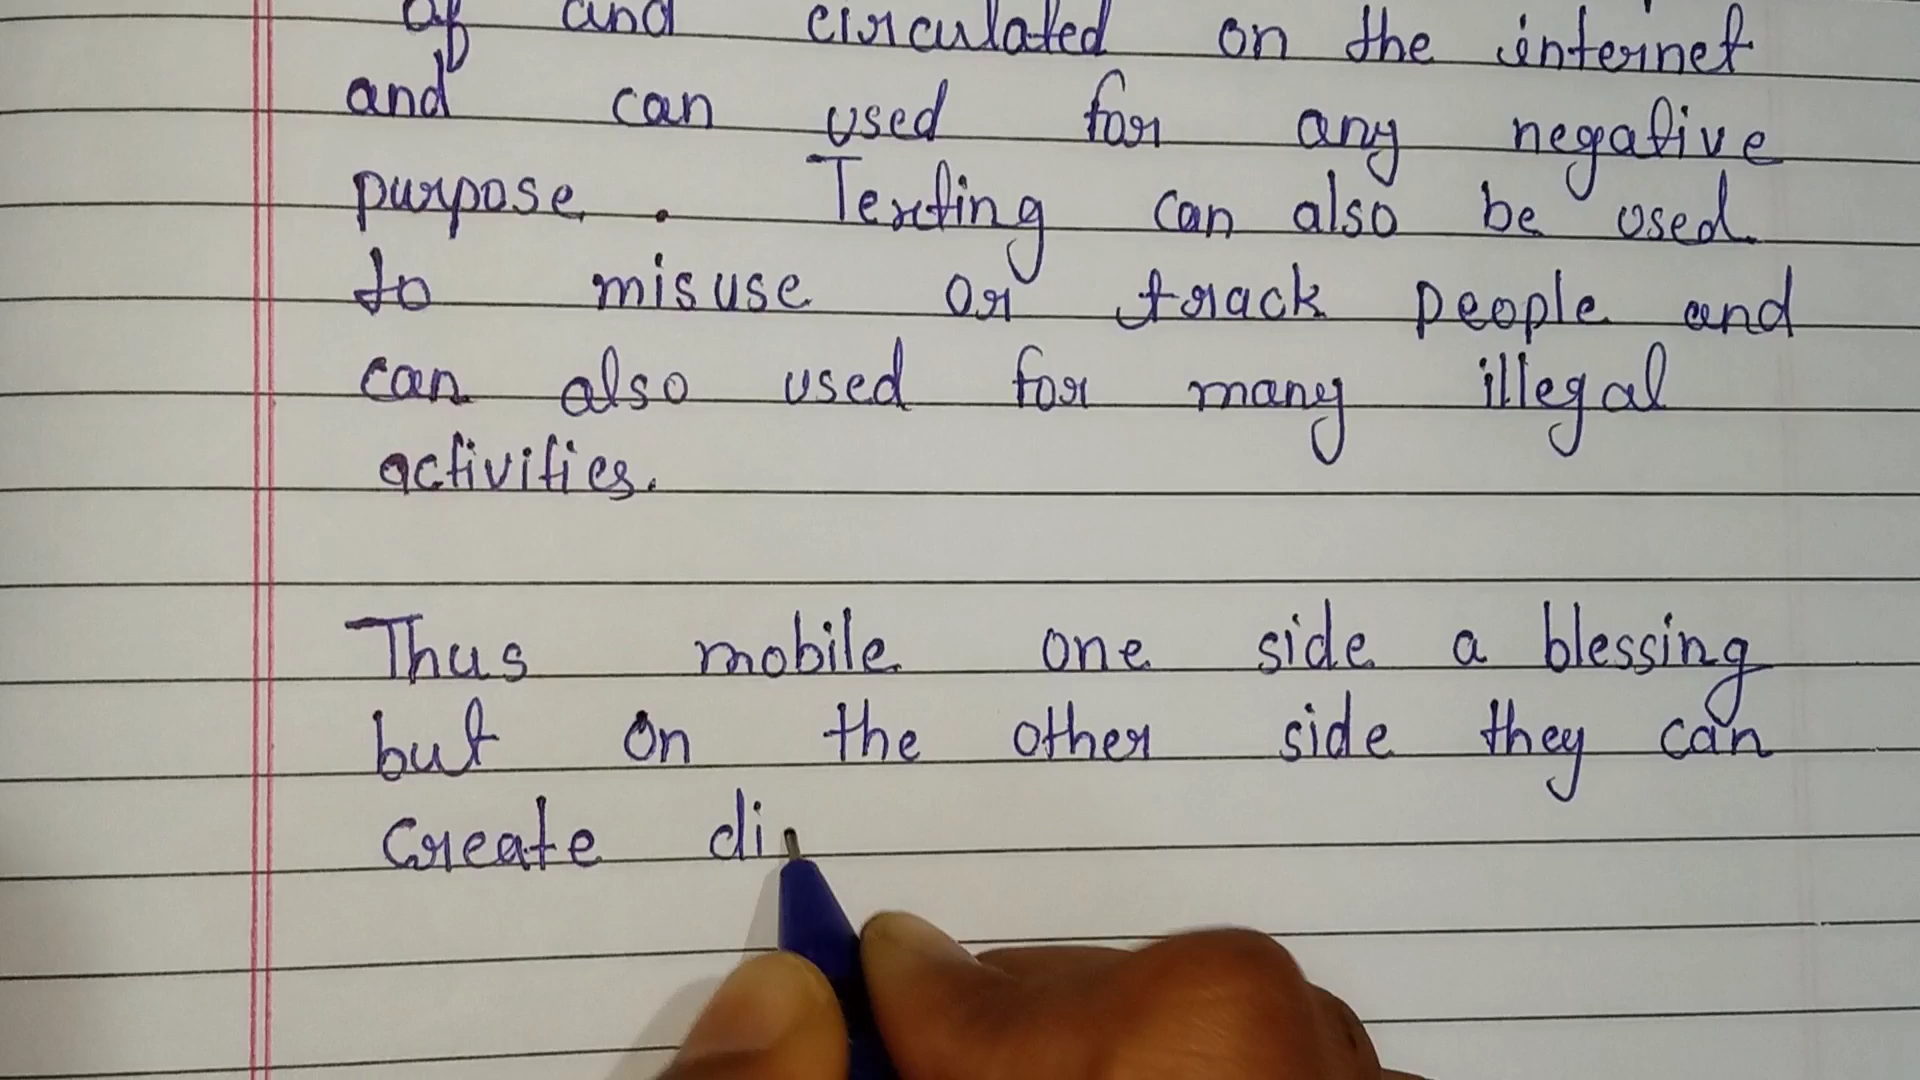 of and circulated on the internet
and can used for any negative
purpose. Texting can also be used
to misuse or track people and
can also used for many illegal
activities.
Thus mobile one side a blessing
but on the other side they can
create di